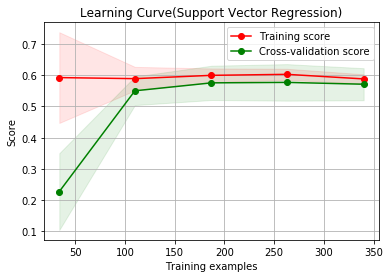 Learning Curve(Support Vector Regression)
Training score
Cross-validation score
0.7
0.6
0.5
0.4
0.3
0.2
0.1
Score
50 100 150 200 250 300 350
Training examples